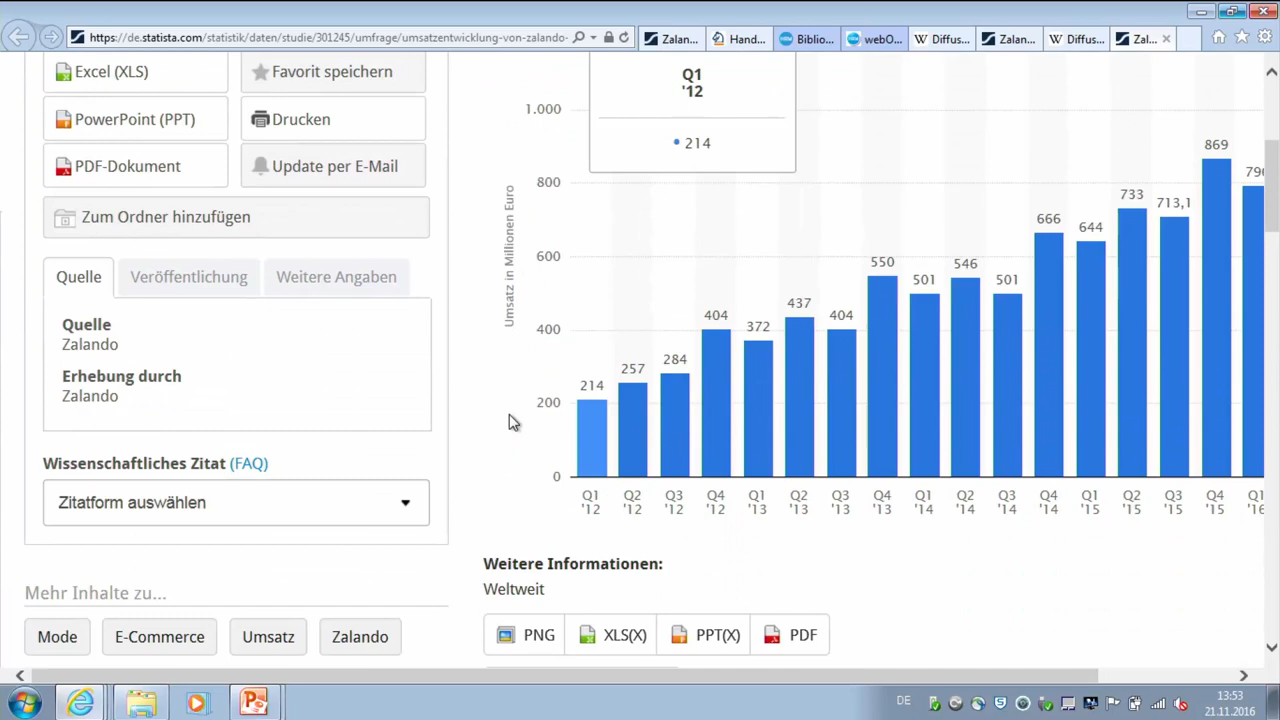 https://de.statista.com/statistik/daten/studie/301245/umfrage/umsatzentwicklung-von-zalando-
Zalan...
Hand...
Biblio...
webO...
Diffus...
Zalan...
Diffus...
Zal...
Excel (XLS)
Favorit speichern
PowerPoint (PPT)
Drucken
PDF-Dokument
Update per E-Mail
Zum Ordner hinzufügen
Quelle
Veröffentlichung
Weitere Angaben
Quelle
Zalando
Erhebung durch
Zalando
Wissenschaftliches Zitat (FAQ)
Zitatform auswählen
Mehr Inhalte zu...
Mode
E-Commerce
Umsatz
Zalando
Q1
'12
214
Umsatz in Millionen Euro
1.000
800
600
400
200
0
214
257
284
404
372
437
404
550
501
546
501
666
644
733
713,1
869
796
Q1 Q2 Q3 Q4 Q1 Q2 Q3 Q4 Q1 Q2 Q3 Q4 Q1 Q2 Q3 Q4 Q1
'12 '12 '12 '12 '13 '13 '13 '13 '14 '14 '14 '14 '15 '15 '15 '15 '16
Weitere Informationen:
Weltweit
PNG
XLS(X)
PPT(X)
PDF
DE
13:53
21.11.2016